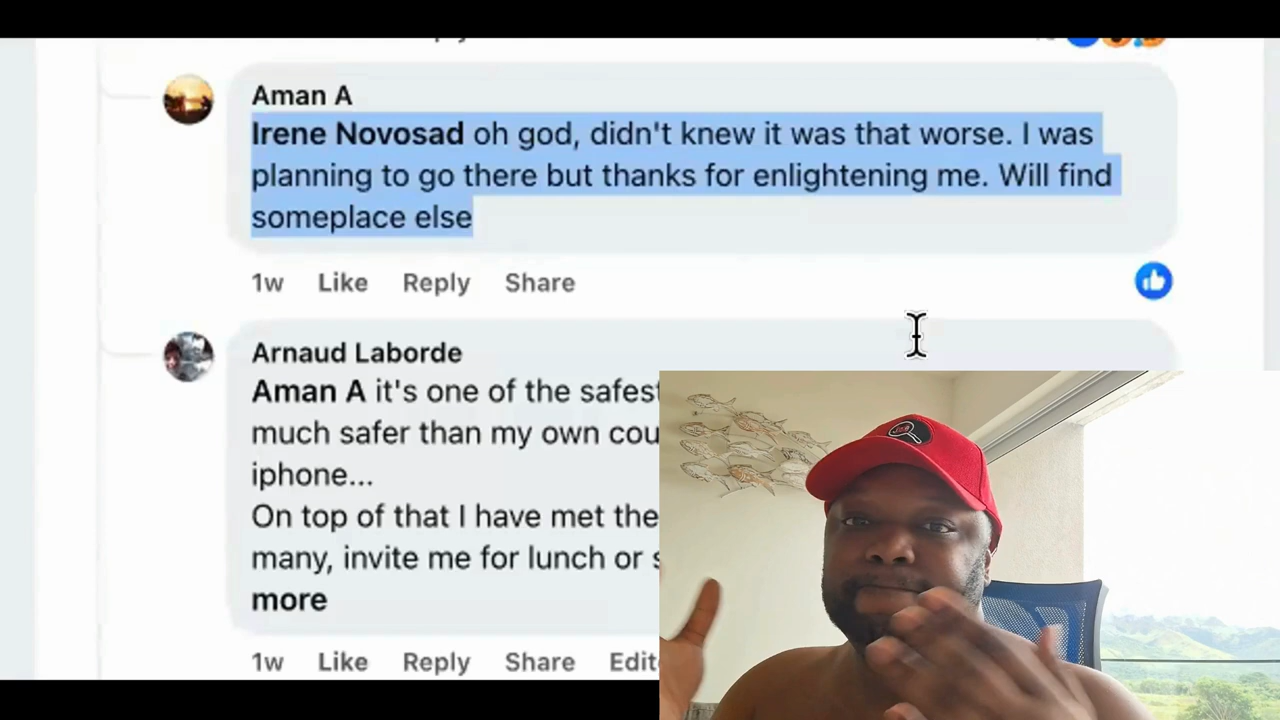 Aman A
Irene Novosad oh god, didn't knew it was that worse. I was
planning to go there but thanks for enlightening me. Will find
someplace else
1w Like Reply Share
Arnaud Laborde
Aman A it's one of the safest
much safer than my own cou
iphone...
On top of that I have met the
many, invite me for lunch or s
more
1w Like Reply Share Edit